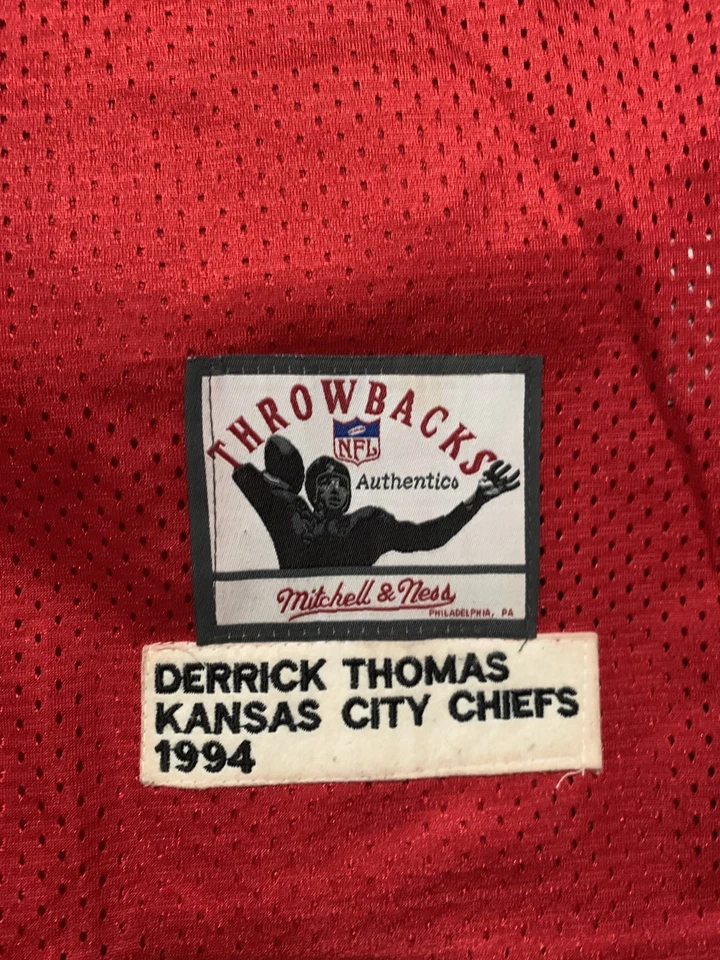 THROWBACKS
NFL
Authentics
Mitchell & Ness
PHILADELPHIA, PA
DERRICK THOMAS
KANSAS CITY CHIEFS
1994